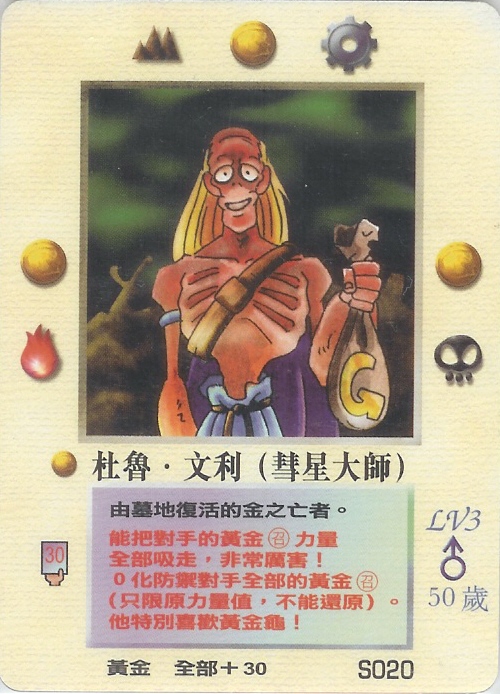 G
杜魯·文利（彗星大師）
由墓地復活的金之亡者。
能把對手的黃金㊁力量
全部吸走，非常厲害！
０化防禦對手全部的黃金召
（只限原力量值，不能還原）。
他特別喜歡黃金龜！
LV3
50歲
30
黃金　全部＋30
S020